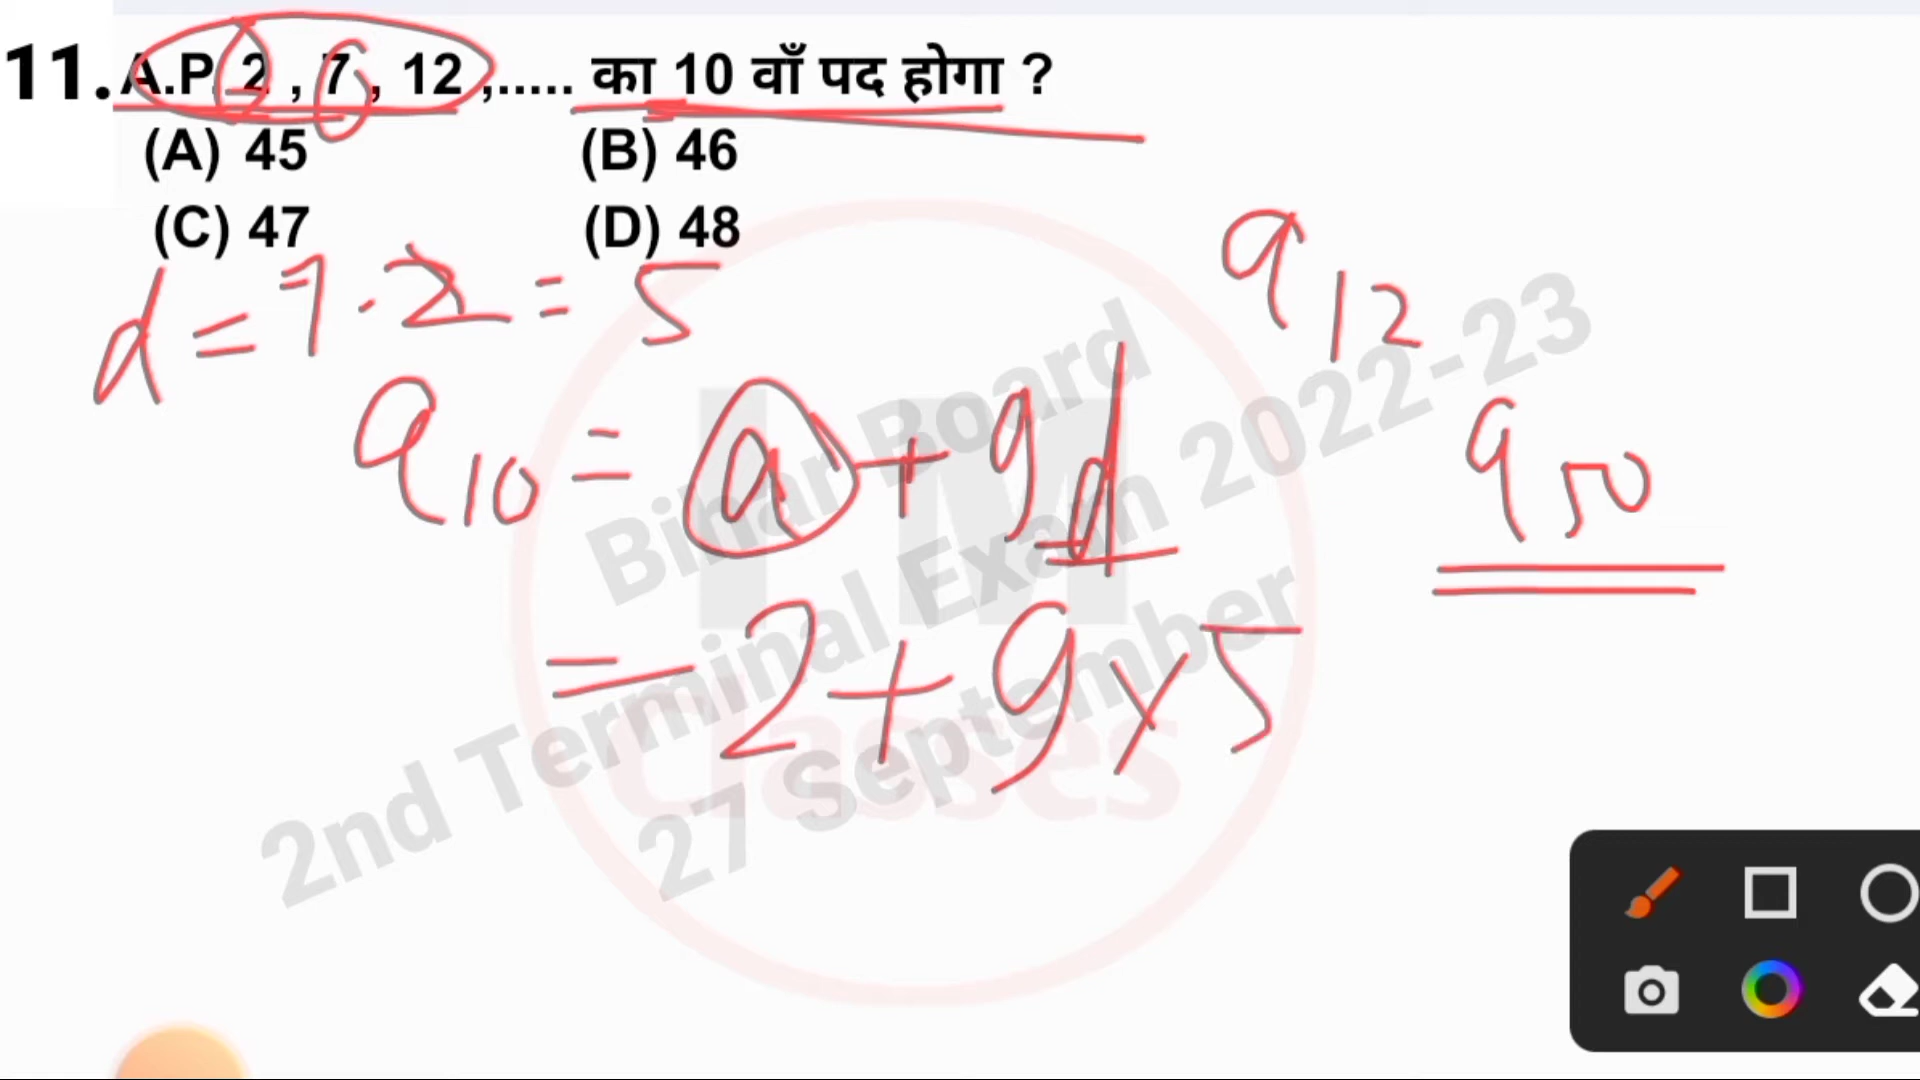 11. A.P. 2 , 7 , 12 ,..... का 10 वाँ पद होगा ?
(A) 45 (B) 46
(C) 47 (D) 48
d = 7 - 2 = 5
a12
a10 = a + 9d
a50
= 2 + 9 x 5
Bihar Board
2nd Terminal Exam 2022-23
27 September
Classes